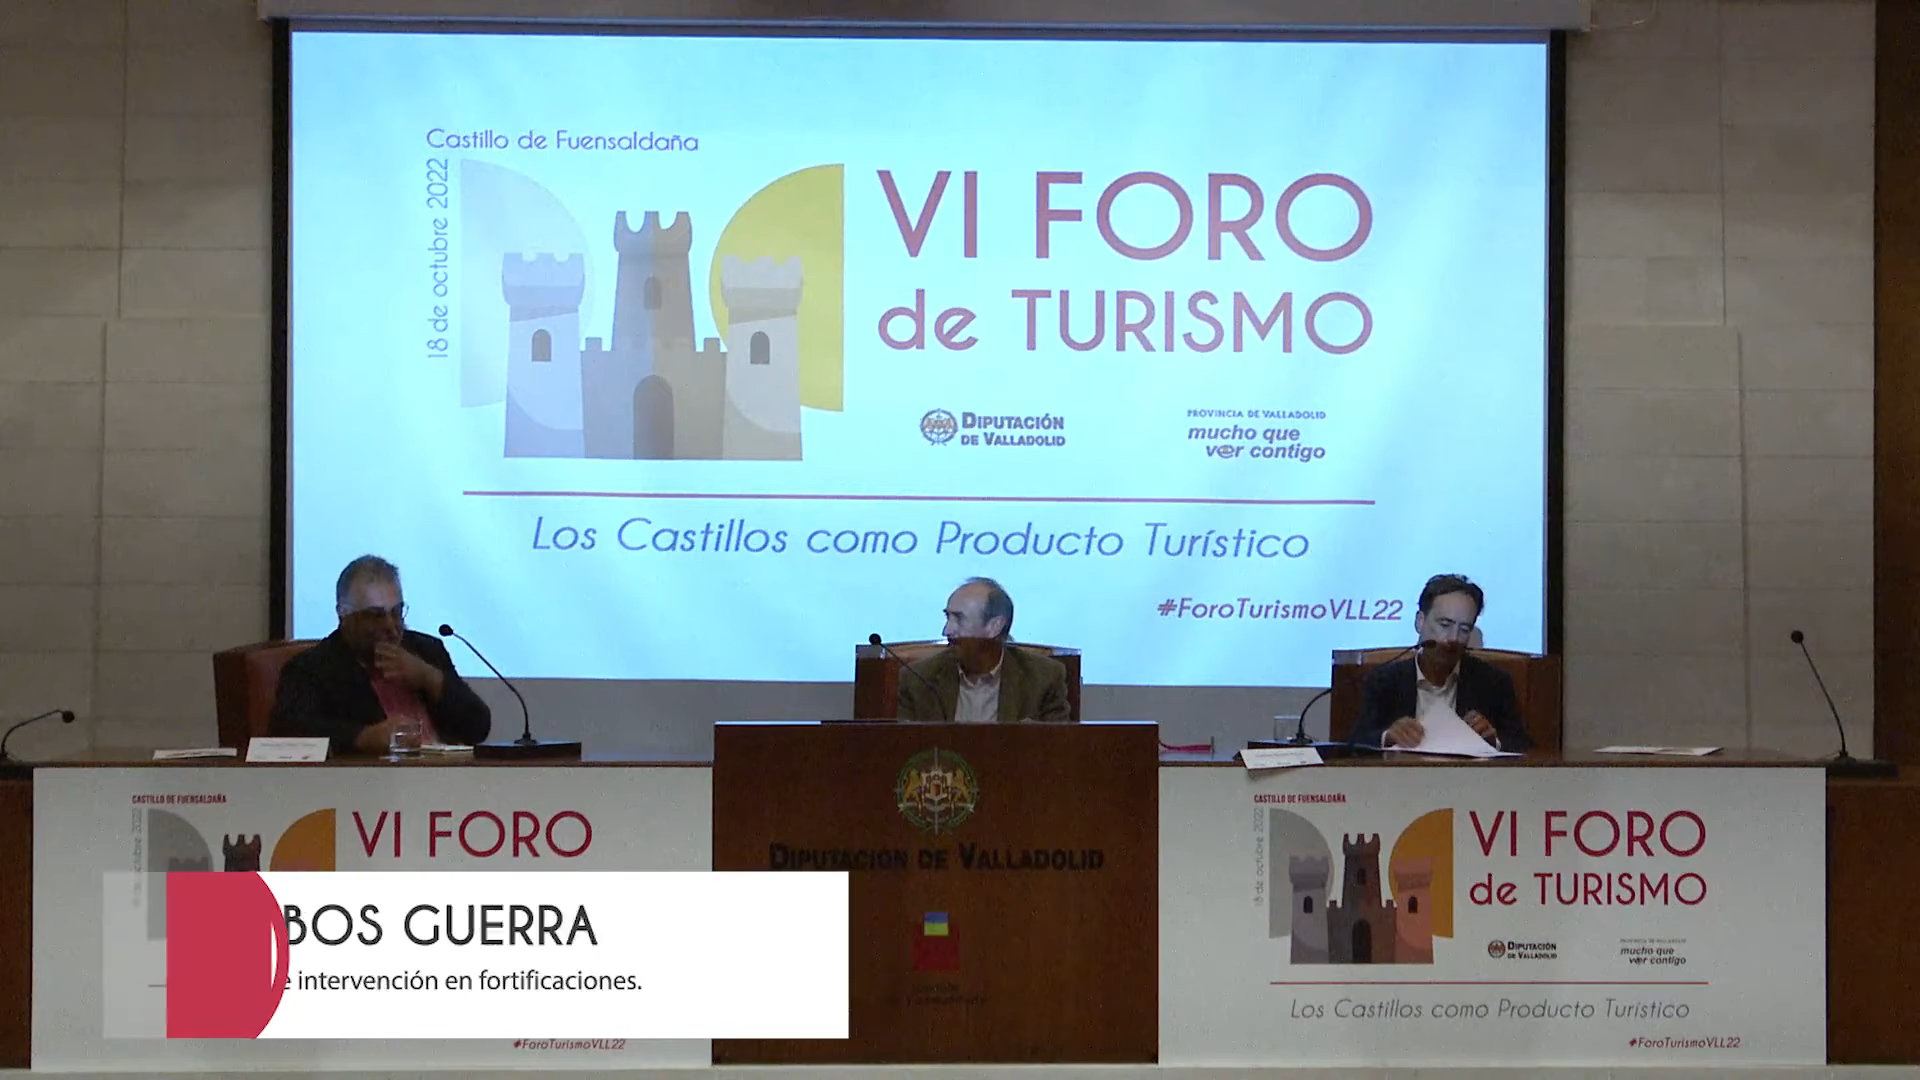 Castillo de Fuensaldaña
18 de octubre 2022
VI FORO
de TURISMO
DIPUTACIÓN
DE VALLADOLID
PROVINCIA DE VALLADOLID
mucho que
ver contigo
Los Castillos como Producto Turístico
#ForoTurismoVLL22
DIPUTACIÓN DE VALLADOLID
CASTILLO DE FUENSALDAÑA
VI FORO
BOS GUERRA
e intervención en fortificaciones.
#ForoTurismoVLL22
CASTILLO DE FUENSALDAÑA
18 de octubre 2022
VI FORO
de TURISMO
DIPUTACIÓN
DE VALLADOLID
PROVINCIA DE VALLADOLID
mucho que
ver contigo
Los Castillos como Producto Turístico
#ForoTurismoVLL22